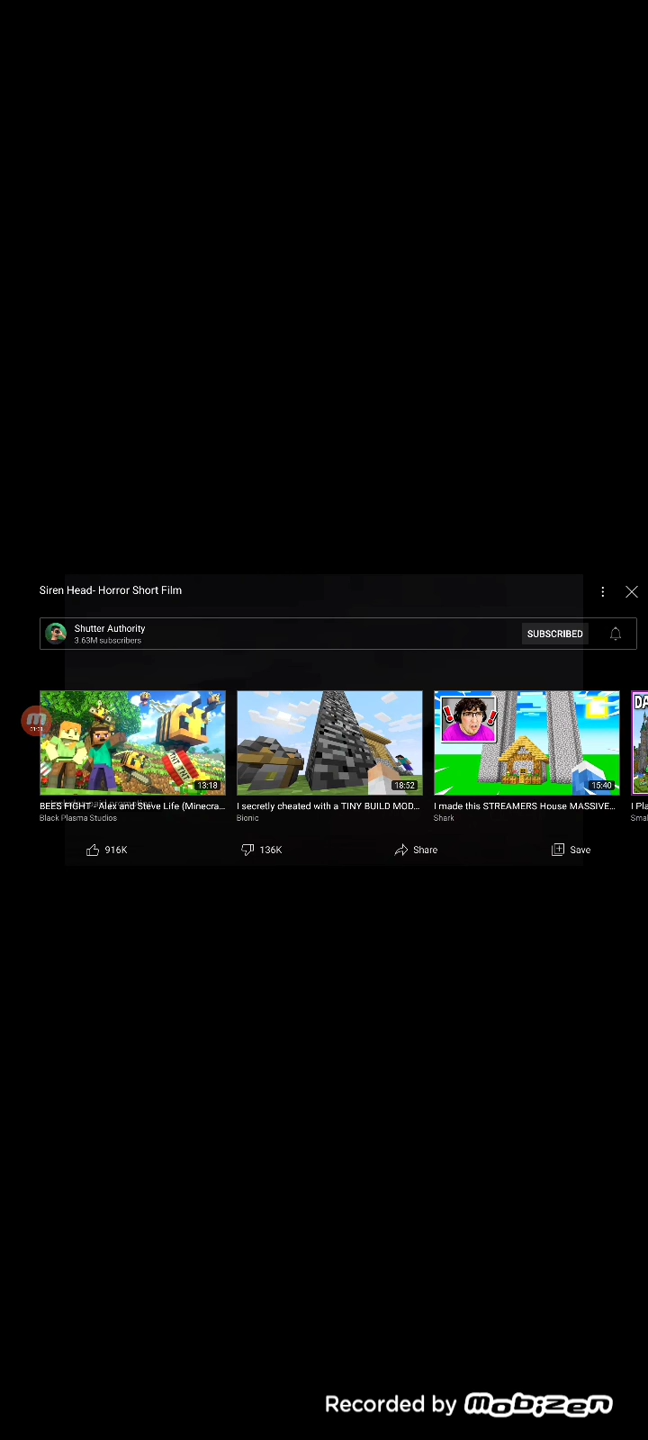 Siren Head- Horror Short Film
Shutter Authority
3.63M subscribers
SUBSCRIBED
13:18
18:52
15:40
BEES FIGHT - Alex and Steve Life (Minecra...
I secretly cheated with a TINY BUILD MOD...
I made this STREAMERS House MASSIVE...
I Pla
Black Plasma Studios
Bionic
Shark
Smal
916K
136K
Share
Save
Recorded by mobizen